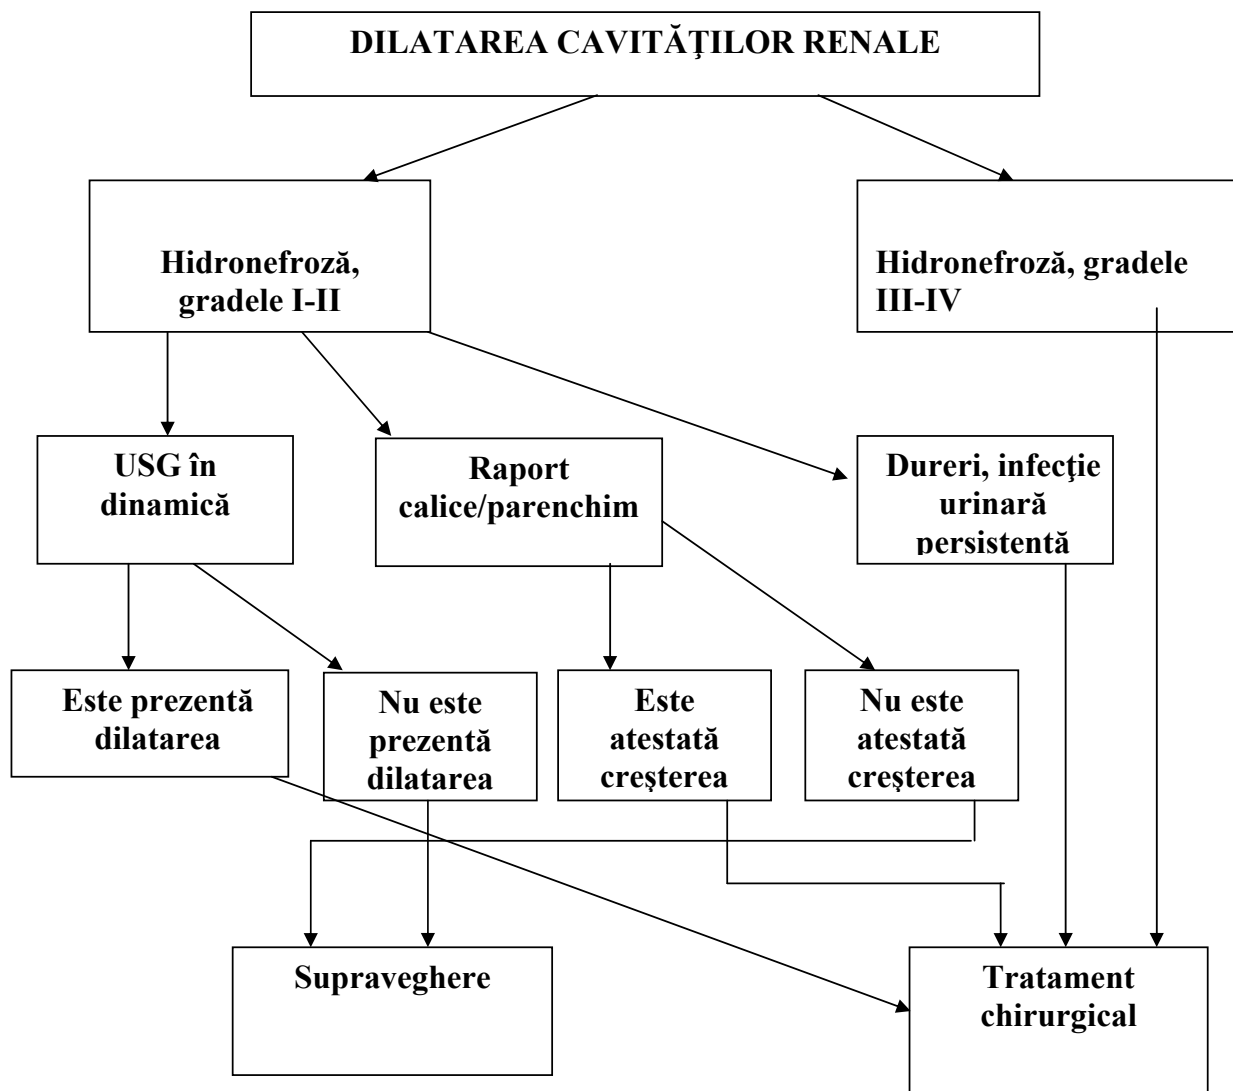 DILATAREA CAVITĂŢILOR RENALE
Hidronefroză,
gradele I-II
Hidronefroză, gradele
III-IV
USG în
dinamică
Raport
calice/parenchim
Dureri, infecţie
urinară
persistentă
Este prezentă
dilatarea
Nu este
prezentă
dilatarea
Este
atestată
creşterea
Nu este
atestată
creşterea
Supraveghere
Tratament
chirurgical